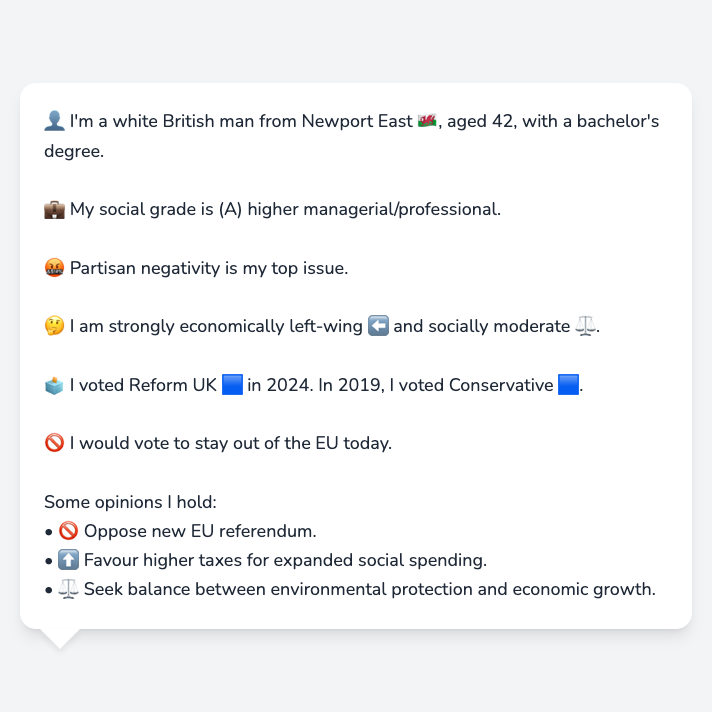 👤 I'm a white British man from Newport East 🏴󠁧󠁢󠁷󠁬󠁳󠁿, aged 42, with a bachelor's
degree.
💼 My social grade is (A) higher managerial/professional.
🤬 Partisan negativity is my top issue.
🤔 I am strongly economically left-wing ⬅️ and socially moderate ⚖️.
🗳️ I voted Reform UK 🟦 in 2024. In 2019, I voted Conservative 🟦.
🚫 I would vote to stay out of the EU today.
Some opinions I hold:
• 🚫 Oppose new EU referendum.
• ⬆️ Favour higher taxes for expanded social spending.
• ⚖️ Seek balance between environmental protection and economic growth.